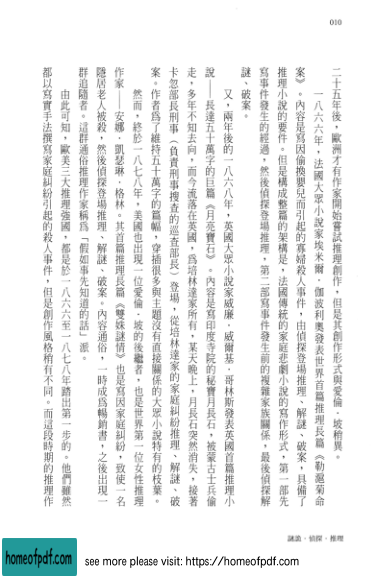 010
二十五年後，歐洲才有作家開始嘗試推理創作，但是其創作形式與愛倫．坡稍異。
一八六六年，法國大眾小說家埃米爾．伽波利奧發表世界首篇推理長篇《勒滬菊命
案》。內容是寫因偷換嬰兒而引起的寡婦殺人事件，由偵探登場推理、解謎、破案，具備了
推理小說的要件。但是構成整篇的架構是，法國傳統的家庭悲劇小說的寫作形式，第一部先
寫事件發生的經過，然後偵探登場推理，第二部寫事件發生前的複雜家族關係，最後偵探解
謎、破案。
又，兩年後的一八六八年，英國大眾小說家威廉．威爾基．哥林斯發表英國首篇推理小
說——長達五十萬字的巨篇《月亮寶石》。內容是寫印度寺院的秘寶月長石，被蒙古士兵偷
走，多年不知去向，而今流落在英國，為培林達家所有，某天晚上，月長石突然消失，接著
卡忽部長刑事（負責刑事搜查的巡查部長）登場，從培林達家的家庭糾紛推理、解謎、破
案。作者為了維持五十萬字的篇幅，穿插很多與主題沒有直接關係的大眾小說特有的枝葉。
然而，終於一八七八年，美國也出現一位愛倫．坡的後繼者，也是世界第一位女性推理
作家——安娜．凱瑟琳．格林。其首篇推理長篇《雙姝謎情》也是寫因家庭糾紛，致使一名
隱居老人被殺，然後偵探登場推理、解謎、破案。內容通俗，一時成為暢銷書，之後出現一
群追隨者。這群通俗推理作家稱為「假如事先知道的話」派。
由此可知，歐美三大推理強國，都是於一八六六至一八七八年踏出第一步的。他們雖然
都以寫實手法撰寫家庭糾紛引起的殺人事件，但是創作風格稍有不同。而這段時期的推理作
謎詭．偵探．推理
homeofpdf.com
see more please visit: https://homeofpdf.com